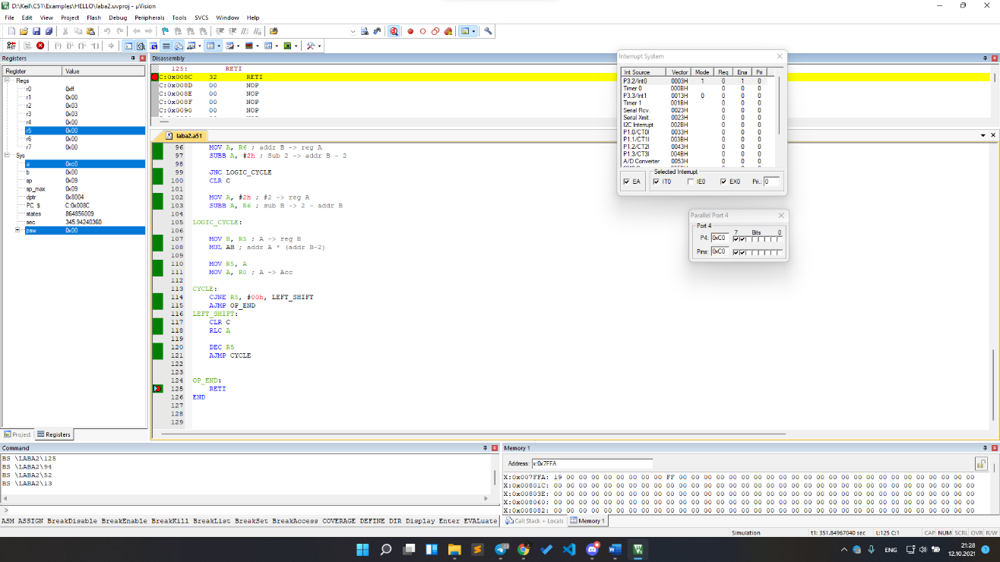 D:\Keil\C51\Examples\HELLO\laba2.uvproj - µVision
File Edit View Project Flash Debug Peripherals Tools SVCS Window Help
Registers
Register Value
Regs
r0 0xff
r1 0x00
r2 0x03
r3 0x03
r4 0x00
r5 0x00
r6 0x00
r7 0x00
Sys
a 0xc0
b 0x00
sp 0x09
sp_max 0x09
dptr 0x8004
PC $ C:0x008C
states 864856009
sec 345.94240360
psw 0x00
Project Registers
Disassembly
125: RETI
C:0x008C 32 RETI
C:0x008D 00 NOP
C:0x008E 00 NOP
C:0x008F 00 NOP
C:0x0090 00 NOP
laba2.a51
96 MOV A, R6 ; addr B -> reg A
97 SUBB A, #2h ; Sub 2 -> addr B - 2
98
99 JNC LOGIC_CYCLE
100 CLR C
101
102 MOV A, #2h ; #2 -> reg A
103 SUBB A, R6 ; sub B -> 2 - addr B
104
105 LOGIC_CYCLE:
106
107 MOV B, R5 ; A -> reg B
108 MUL AB ; addr A * (addr B-2)
109
110 MOV R5, A
111 MOV A, R0 ; A -> Acc
112
113 CYCLE:
114 CJNE R5, #00h, LEFT_SHIFT
115 AJMP OP_END
116 LEFT_SHIFT:
117 CLR C
118 RLC A
119
120 DEC R5
121 AJMP CYCLE
122
123
124 OP_END:
125 RETI
126 END
127
128
129
Interrupt System
Int Source Vector Mode Req Ena Pri
P3.2/Int0 0003H 1 0 1 0
Timer 0 000BH 0 0 0
P3.3/Int1 0013H 0 0 0 0
Timer 1 001BH 0 0 0
Serial Rcv. 0023H 0 0 0
Serial Xmit. 0023H 0 0 0
I2C Interrupt 002BH 0 0 0
P1.0/CT0I 0033H 0 0 0
P1.1/CT1I 003BH 0 0 0
P1.2/CT2I 0043H 0 0 0
P1.3/CT3I 004BH 0 0 0
A/D Converter 0053H 0 0 0
Selected Interrupt
EA IT0 IE0 EX0 Pri.: 0
Parallel Port 4
Port 4
7 Bits 0
P4: 0xC0
Pins: 0xC0
Command
BS \LABA2\125
BS \LABA2\94
BS \LABA2\52
BS \LABA2\13
>
ASM ASSIGN BreakDisable BreakEnable BreakKill BreakList BreakSet BreakAccess COVERAGE DEFINE DIR Display Enter EVALuate
Memory 1
Address: x:0x7FFA
X:0x007FFA: 19 00 00 00 00 00 00 00 FF 00 00 00 00 00 00 00 00 00 00 00 00 00 00 00 00 00 00 00 00 00 00 00 00 00
X:0x00801C: 00 00 00 00 00 00 00 00 00 00 00 00 00 00 00 00 00 00 00 00 00 00 00 00 00 00 00 00 00 00 00 00 00 00
X:0x00803E: 00 00 00 00 00 00 00 00 00 00 00 00 00 00 00 00 00 00 00 00 00 00 00 00 00 00 00 00 00 00 00 00 00 00
X:0x008060: 00 00 00 00 00 00 00 00 00 00 00 00 00 00 00 00 00 00 00 00 00 00 00 00 00 00 00 00 00 00 00 00 00 00
X:0x008082: 00 00 00 00 00 00 00 00 00 00 00 00 00 00 00 00 00 00 00 00 00 00 00 00 00 00 00 00 00 00 00 00 00 00
Call Stack + Locals Memory 1
Simulation t1: 351.84967040 sec L:125 C:1 CAP NUM SCRL OVR R/W
ENG 21:28
12.10.2021